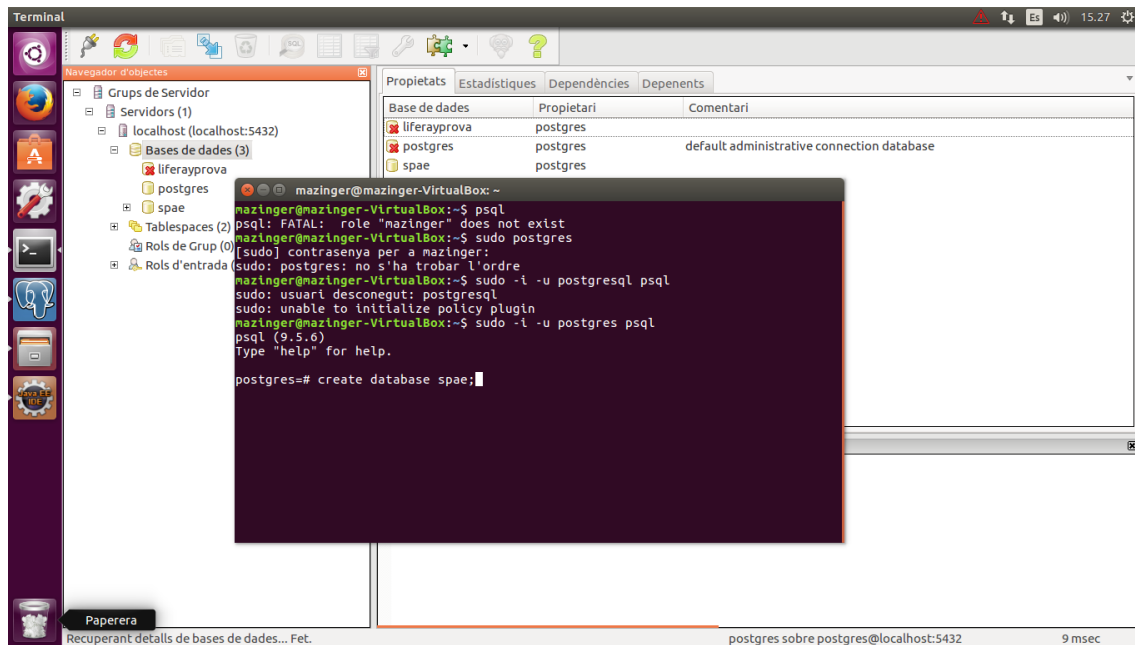 Terminal
Es
15.27
SQL
Navegador d'objectes
Grups de Servidor
Servidors (1)
localhost (localhost:5432)
Bases de dades (3)
liferayprova
postgres
spae
Tablespaces (2)
Rols de Grup (0)
Rols d'entrada (
Propietats Estadístiques Dependències Depenents
Base de dades Propietari Comentari
liferayprova postgres
postgres postgres default administrative connection database
spae postgres
mazinger@mazinger-VirtualBox: ~
mazinger@mazinger-VirtualBox:~$ psql
psql: FATAL:  role "mazinger" does not exist
mazinger@mazinger-VirtualBox:~$ sudo postgres
[sudo] contrasenya per a mazinger:
sudo: postgres: no s'ha trobar l'ordre
mazinger@mazinger-VirtualBox:~$ sudo -i -u postgresql psql
sudo: usuari desconegut: postgresql
sudo: unable to initialize policy plugin
mazinger@mazinger-VirtualBox:~$ sudo -i -u postgres psql
psql (9.5.6)
Type "help" for help.
postgres=# create database spae;
Java EE
IDE
Paperera
Recuperant detalls de bases de dades... Fet.
postgres sobre postgres@localhost:5432
9 msec